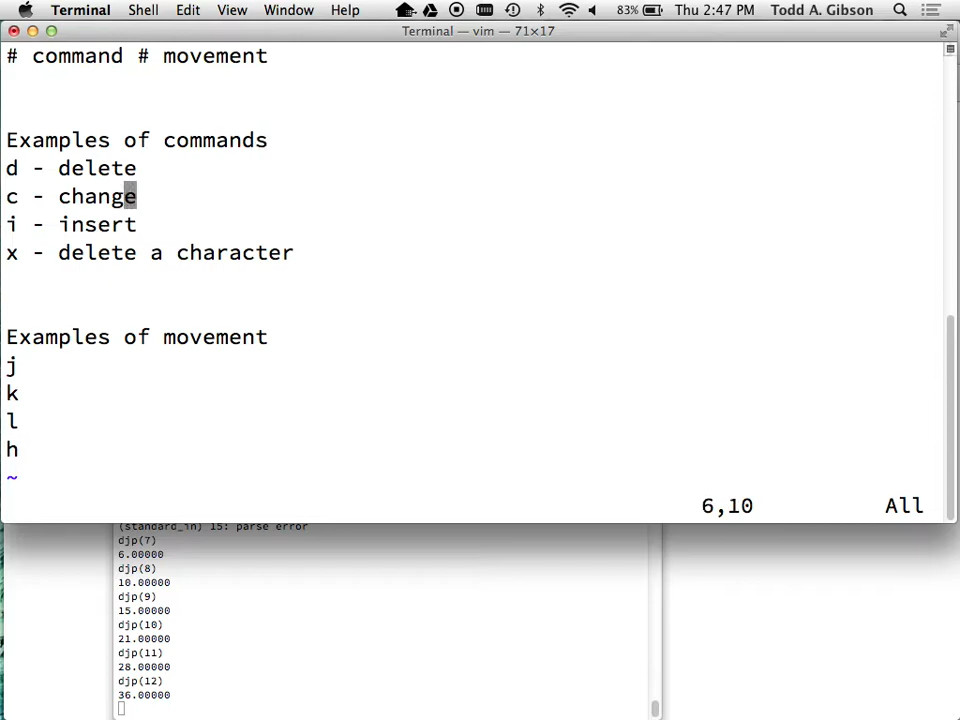 Terminal Shell Edit View Window Help 83% Thu 2:47 PM Todd A. Gibson
Terminal — vim — 71×17
# command # movement
Examples of commands
d - delete
c - change
i - insert
x - delete a character
Examples of movement
j
k
l
h
~
6,10 All
(standard_in) 15: parse error
djp(7)
6.00000
djp(8)
10.00000
djp(9)
15.00000
djp(10)
21.00000
djp(11)
28.00000
djp(12)
36.00000